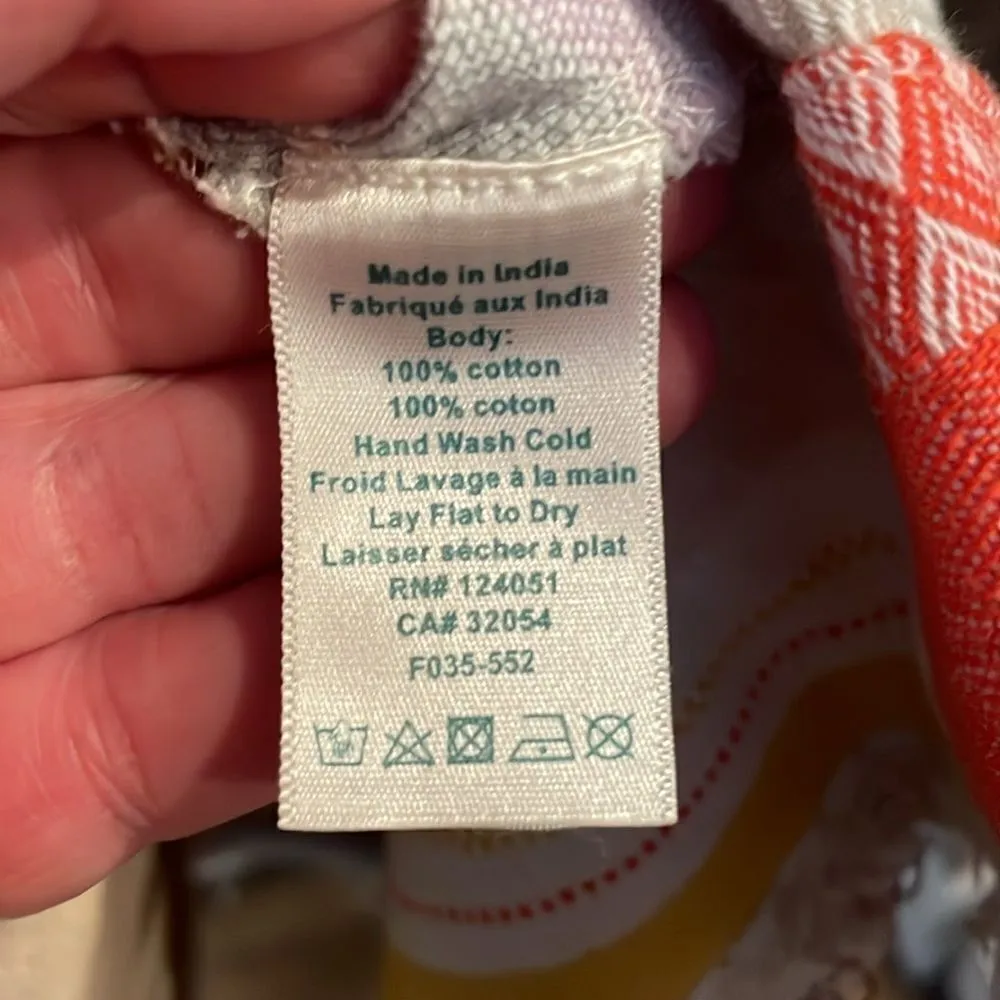 Made in India
Fabriqué aux India
Body:
100% cotton
100% coton
Hand Wash Cold
Froid Lavage à la main
Lay Flat to Dry
Laisser sécher à plat
RN# 124051
CA# 32054
F035-552